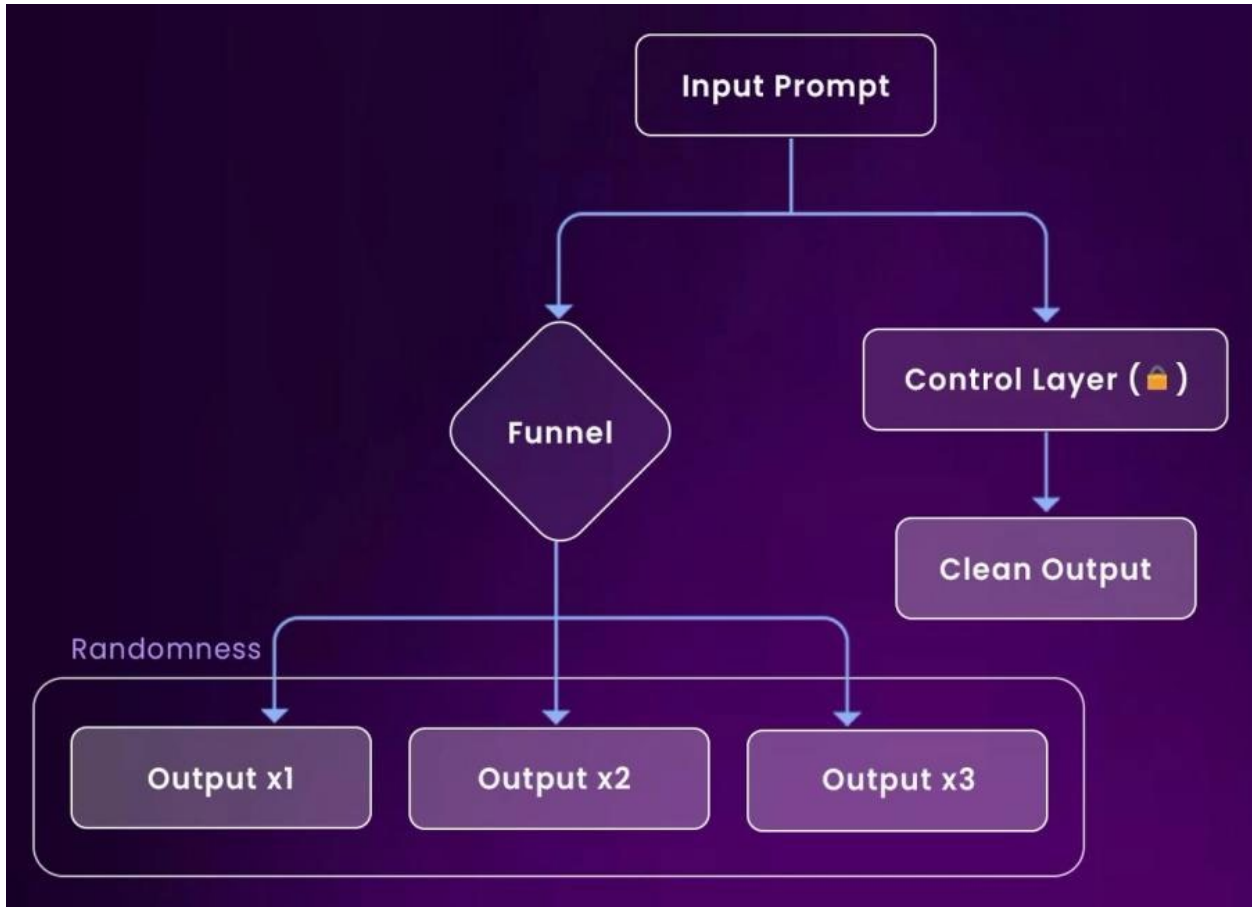 Input Prompt
Control Layer (🔒)
Funnel
Clean Output
Randomness
Output x1
Output x2
Output x3